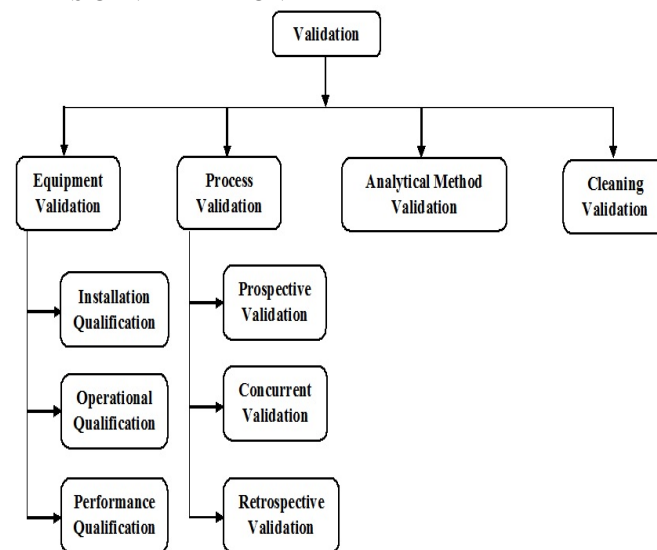 Validation
Equipment
Validation
Process
Validation
Analytical Method
Validation
Cleaning
Validation
Installation
Qualification
Prospective
Validation
Operational
Qualification
Concurrent
Validation
Performance
Qualification
Retrospective
Validation